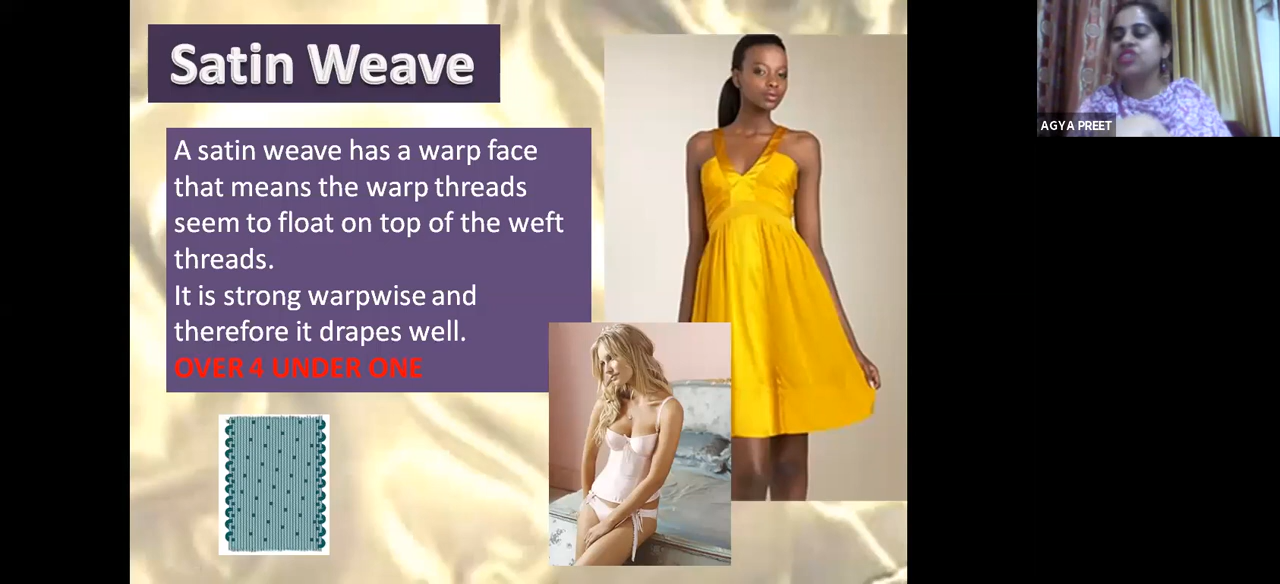 Satin Weave
A satin weave has a warp face
that means the warp threads
seem to float on top of the weft
threads.
It is strong warpwise and
therefore it drapes well.
OVER 4 UNDER ONE
AGYA PREET